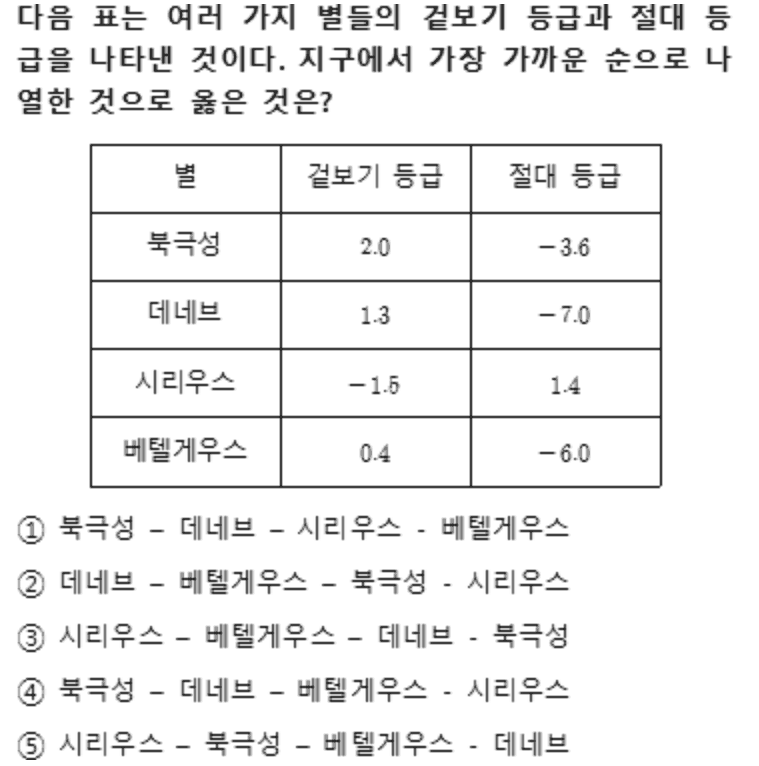 다음 표는 여러 가지 별들의 겉보기 등급과 절대 등
급을 나타낸 것이다. 지구에서 가장 가까운 순으로 나
열한 것으로 옳은 것은?
별 겉보기 등급 절대 등급
북극성 2.0 −3.6
데네브 1.3 −7.0
시리우스 −1.5 1.4
베텔게우스 0.4 −6.0
① 북극성 – 데네브 – 시리우스 - 베텔게우스
② 데네브 – 베텔게우스 – 북극성 - 시리우스
③ 시리우스 – 베텔게우스 – 데네브 - 북극성
④ 북극성 – 데네브 – 베텔게우스 - 시리우스
⑤ 시리우스 – 북극성 – 베텔게우스 - 데네브